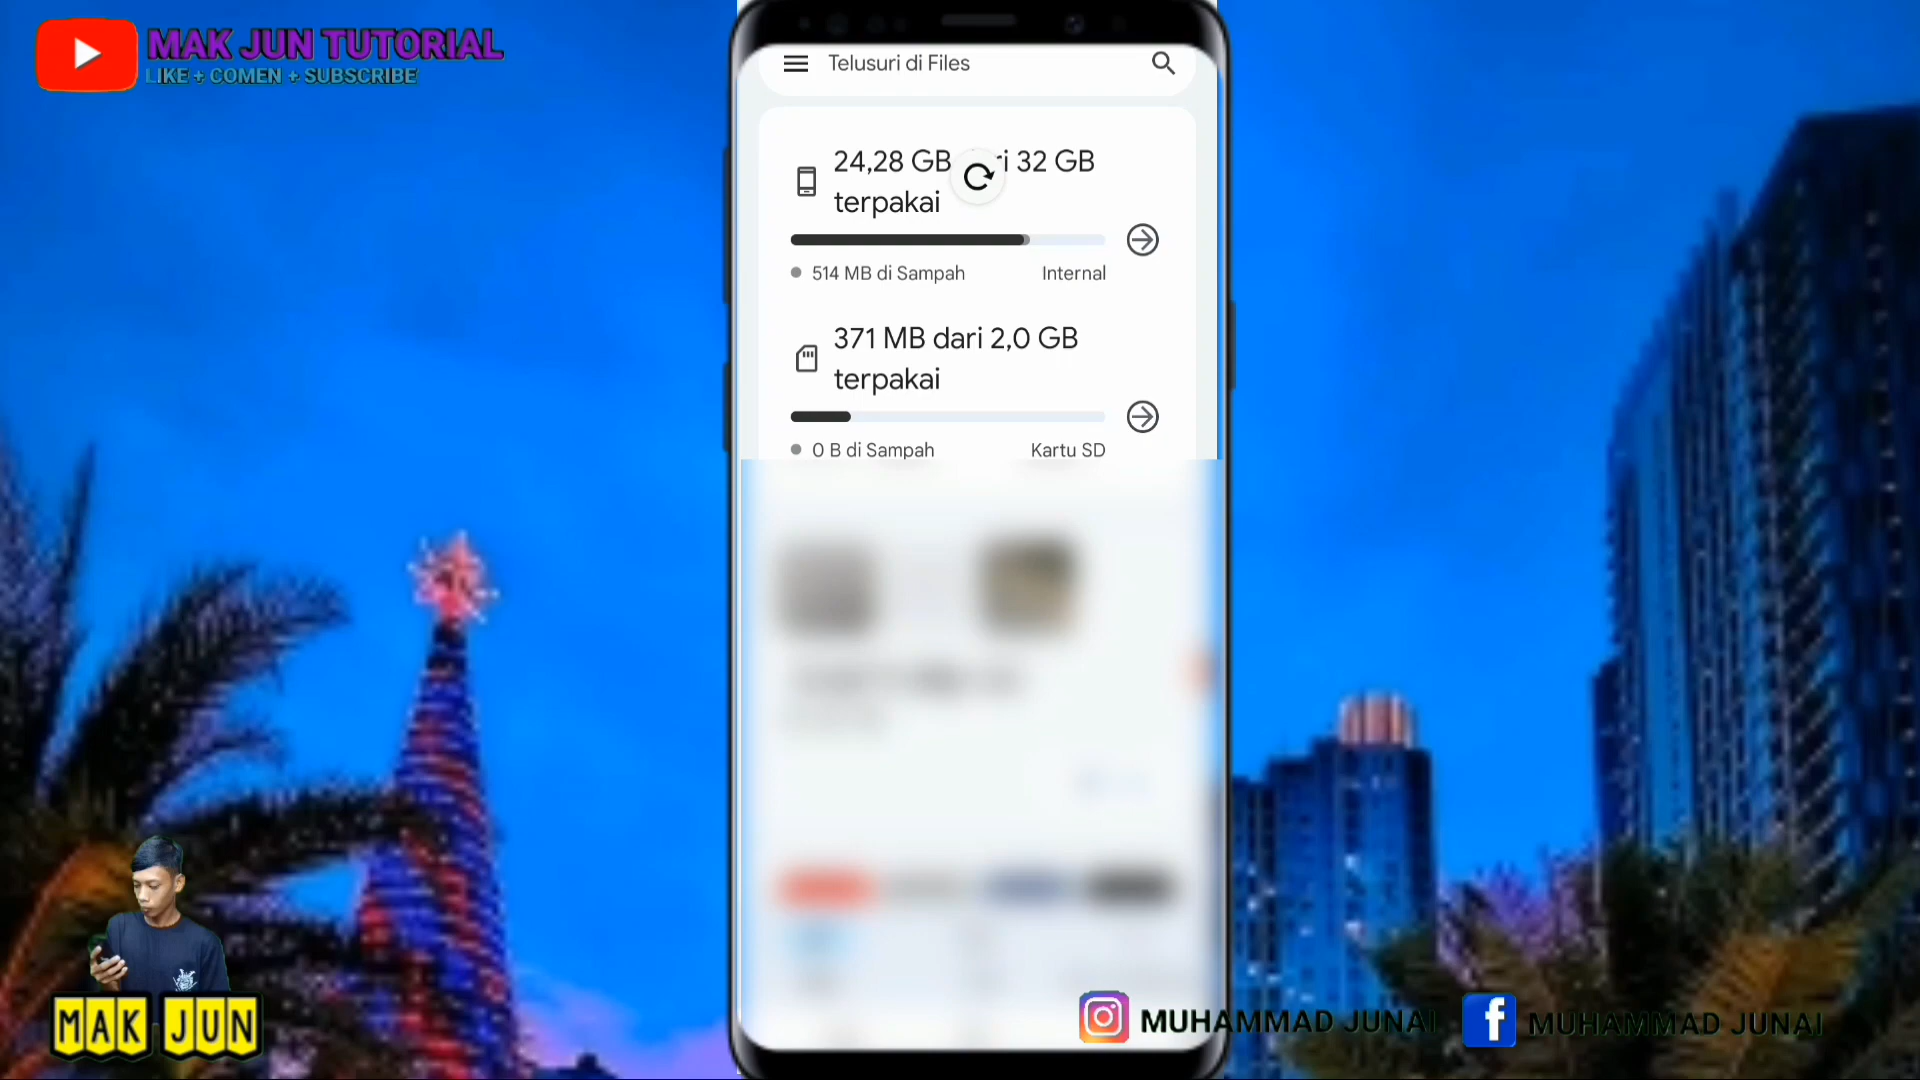 MAK JUN TUTORIAL
LIKE + COMEN + SUBSCRIBE
Telusuri di Files
24,28 GB ri 32 GB
terpakai
514 MB di Sampah
Internal
371 MB dari 2,0 GB
terpakai
0 B di Sampah
Kartu SD
MAK JUN
MUHAMMAD JUNAI
MUHAMMAD JUNAI